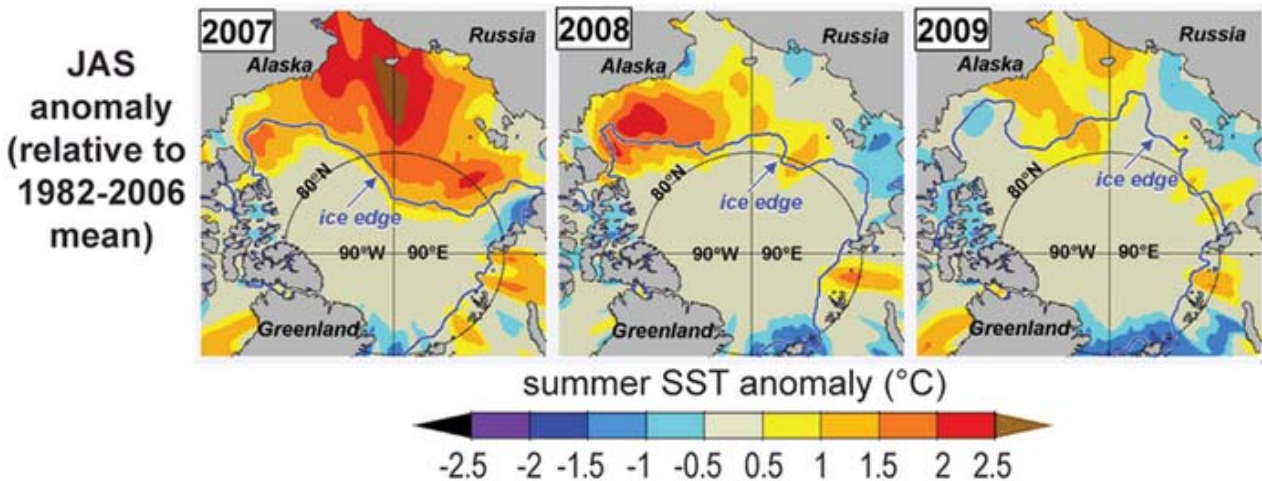 JAS
anomaly
(relative to
1982-2006
mean)
2007
Alaska
Russia
80°N
ice edge
90°W 90°E
Greenland
2008
Alaska
Russia
80°N
ice edge
90°W 90°E
Greenland
2009
Alaska
Russia
80°N
ice edge
90°W 90°E
Greenland
summer SST anomaly (°C)
-2.5 -2 -1.5 -1 -0.5 0.5 1 1.5 2 2.5